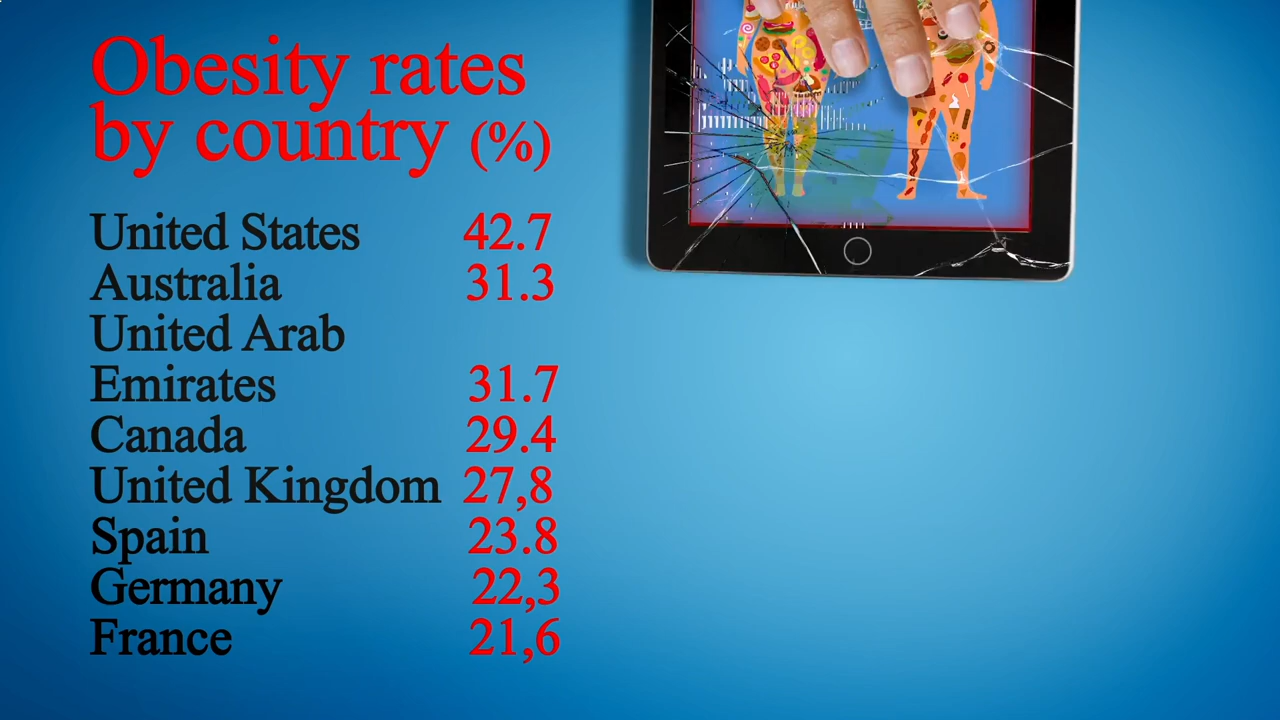 Obesity rates
by country (%)
United States 42.7
Australia 31.3
United Arab
Emirates 31.7
Canada 29.4
United Kingdom 27,8
Spain 23.8
Germany 22,3
France 21,6